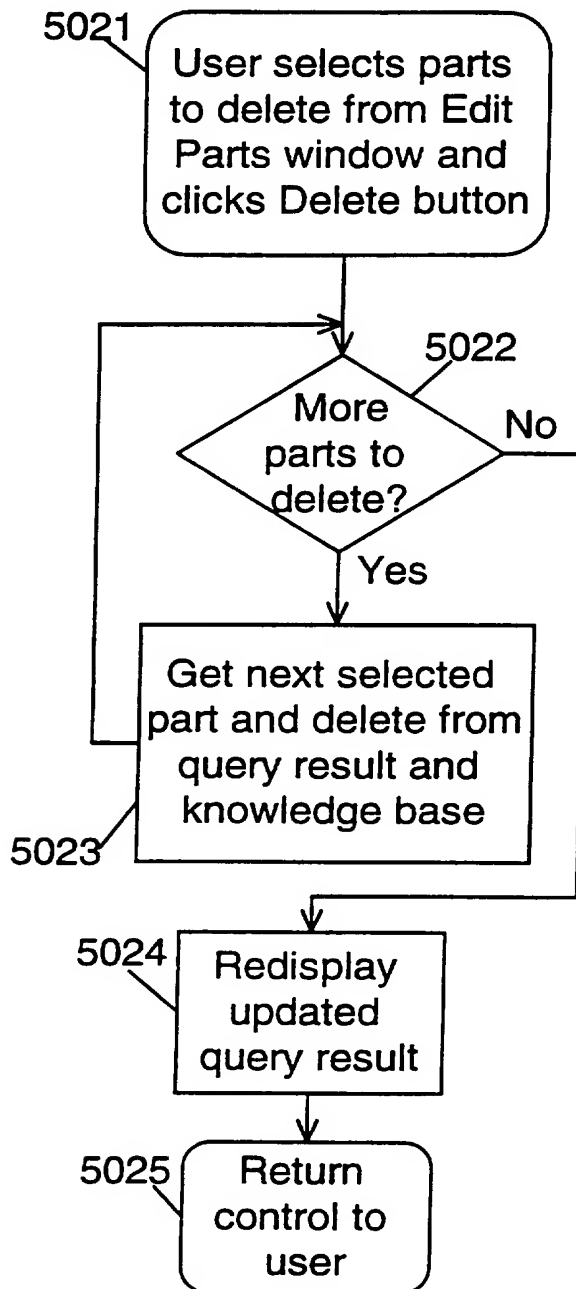 5021
User selects parts
to delete from Edit
Parts window and
clicks Delete button
5022
More
parts to
delete?
No
Yes
Get next selected
part and delete from
query result and
knowledge base
5023
5024
Redisplay
updated
query result
5025
Return
control to
user